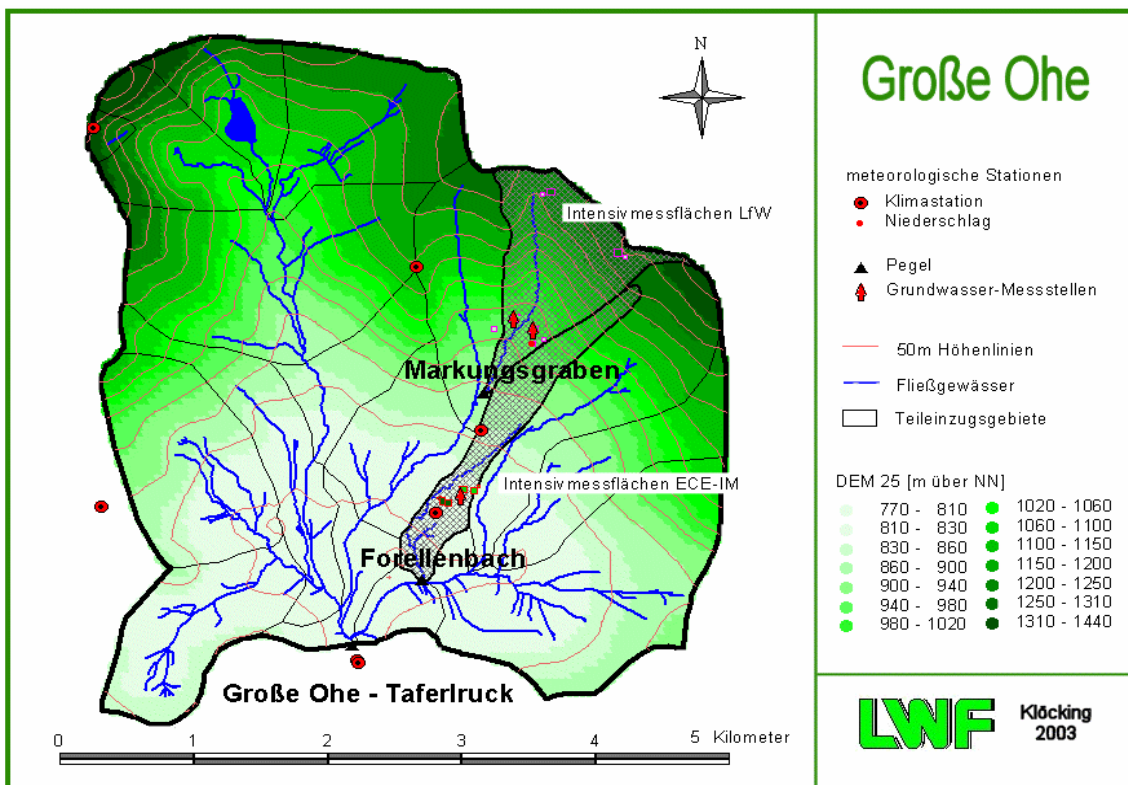 N
Intensivmessflächen LfW
Markungsgraben
Intensivmessflächen ECE-IM
Forellenbach
Große Ohe - Taferlruck
0 1 2 3 4 5 Kilometer
Große Ohe
meteorologische Stationen
Klimastation
Niederschlag
Pegel
Grundwasser-Messstellen
50m Höhenlinien
Fließgewässer
Teileinzugsgebiete
DEM 25 [m über NN]
770 - 810
810 - 830
830 - 860
860 - 900
900 - 940
940 - 980
980 - 1020
1020 - 1060
1060 - 1100
1100 - 1150
1150 - 1200
1200 - 1250
1250 - 1310
1310 - 1440
LWF
Klöcking
2003